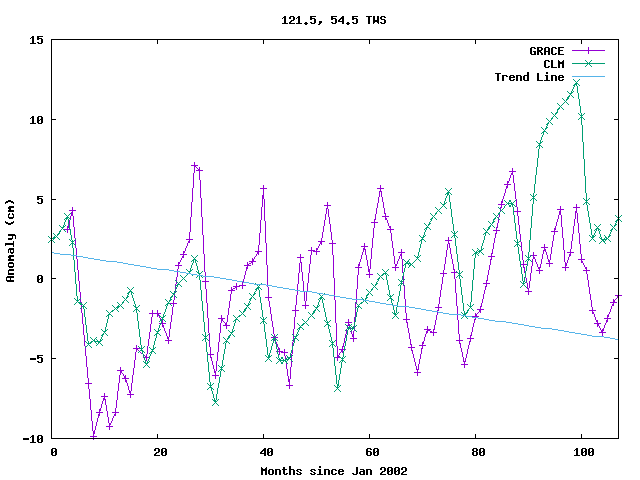 121.5, 54.5 TWS
15
10
5
0
-5
-10
Anomaly (cm)
GRACE
CLM
Trend Line
0 20 40 60 80 100
Months since Jan 2002